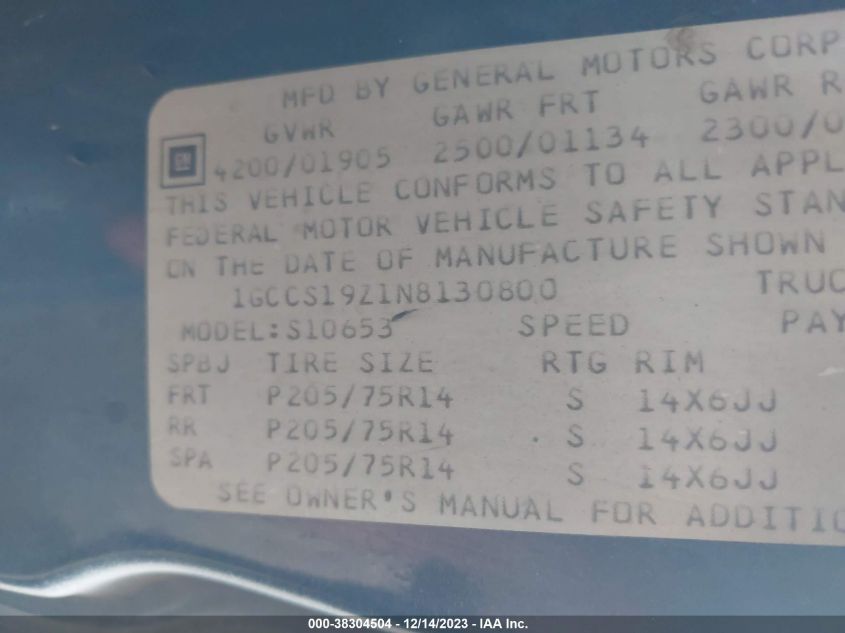 MFD BY GENERAL MOTORS CORP
GVWR GAWR FRT GAWR R
GM 4200/01905 2500/01134 2300/0
THIS VEHICLE CONFORMS TO ALL APPL
FEDERAL MOTOR VEHICLE SAFETY STAN
ON THE DATE OF MANUFACTURE SHOWN
1GCCS19Z1N8130800 TRUC
MODEL:S10653 SPEED PAY
SPBJ TIRE SIZE RTG RIM
FRT P205/75R14 S 14X6JJ
RR P205/75R14 S 14X6JJ
SPA P205/75R14 S 14X6JJ
SEE OWNER'S MANUAL FOR ADDITIO
000-38304504 - 12/14/2023 - IAA Inc.